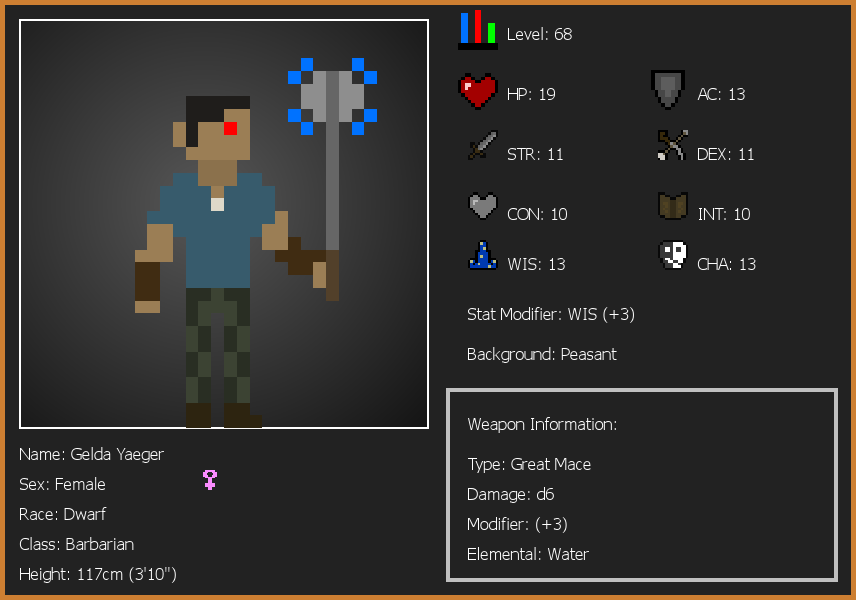 Level: 68
HP: 19
AC: 13
STR: 11
DEX: 11
CON: 10
INT: 10
WIS: 13
CHA: 13
Stat Modifier: WIS (+3)
Background: Peasant
Weapon Information:
Type: Great Mace
Damage: d6
Modifier: (+3)
Elemental: Water
Name: Gelda Yaeger
Sex: Female
Race: Dwarf
Class: Barbarian
Height: 117cm (3'10")